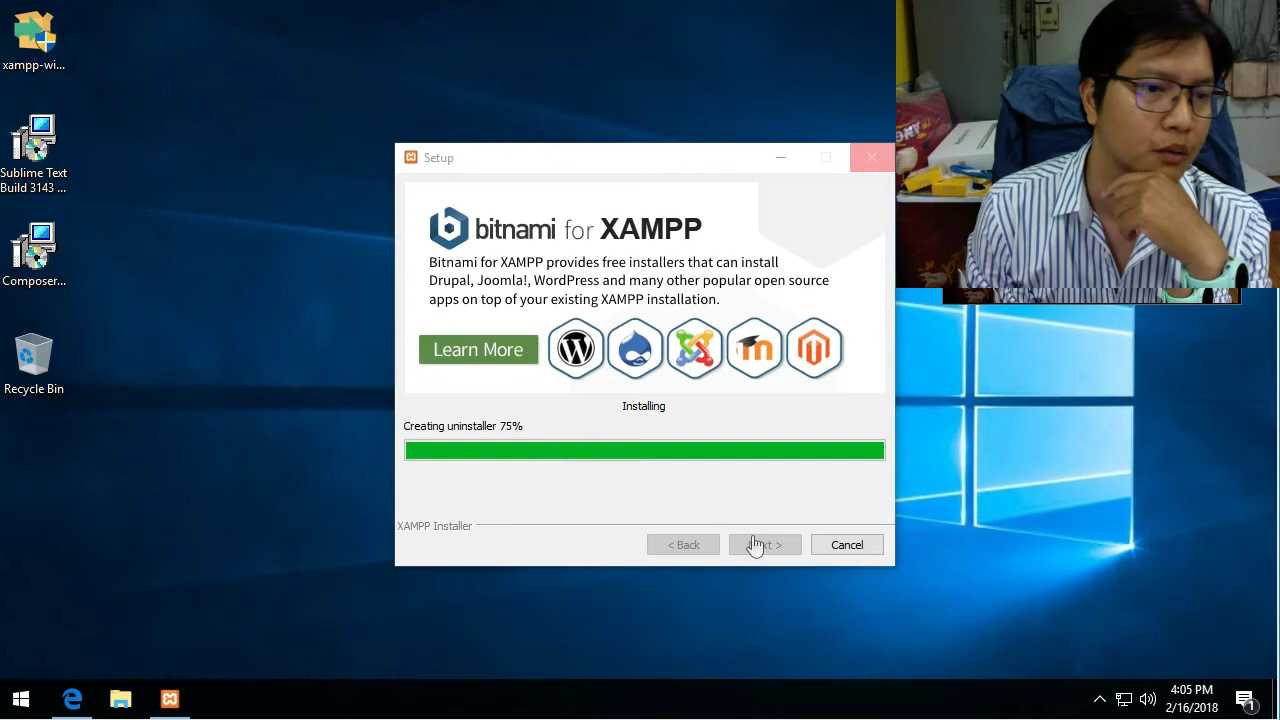 xampp-wi...
Sublime Text
Build 3143 ...
Composer...
Recycle Bin
Setup
bitnami for XAMPP
Bitnami for XAMPP provides free installers that can install
Drupal, Joomla!, WordPress and many other popular open source
apps on top of your existing XAMPP installation.
Learn More
Installing
Creating uninstaller 75%
XAMPP Installer
< Back
>
Cancel
4:05 PM
2/16/2018
1